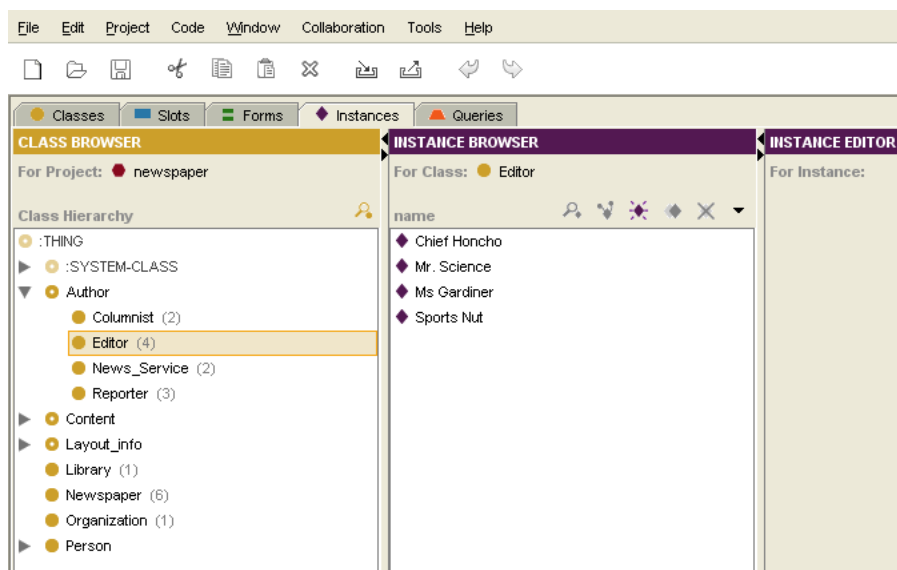 File Edit Project Code Window Collaboration Tools Help
Classes Slots Forms Instances Queries
CLASS BROWSER
For Project: newspaper
Class Hierarchy
:THING
:SYSTEM-CLASS
Author
Columnist (2)
Editor (4)
News_Service (2)
Reporter (3)
Content
Layout_info
Library (1)
Newspaper (6)
Organization (1)
Person
INSTANCE BROWSER
For Class: Editor
name
Chief Honcho
Mr. Science
Ms Gardiner
Sports Nut
INSTANCE EDITOR
For Instance: